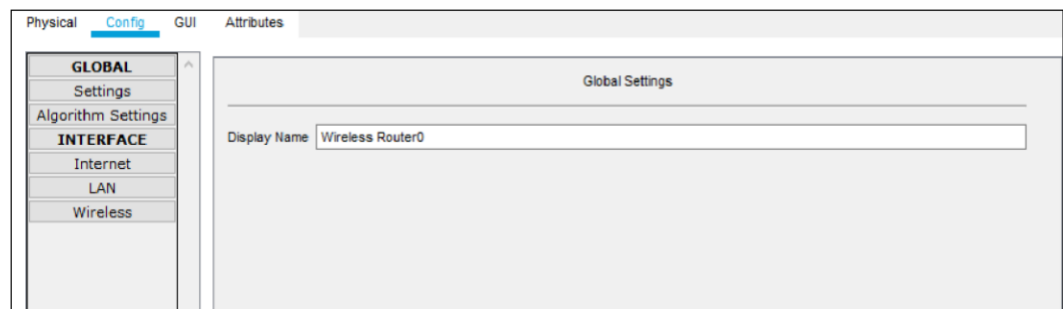 Physical Config GUI Attributes
GLOBAL
Settings
Algorithm Settings
INTERFACE
Internet
LAN
Wireless
Global Settings
Display Name Wireless Router0